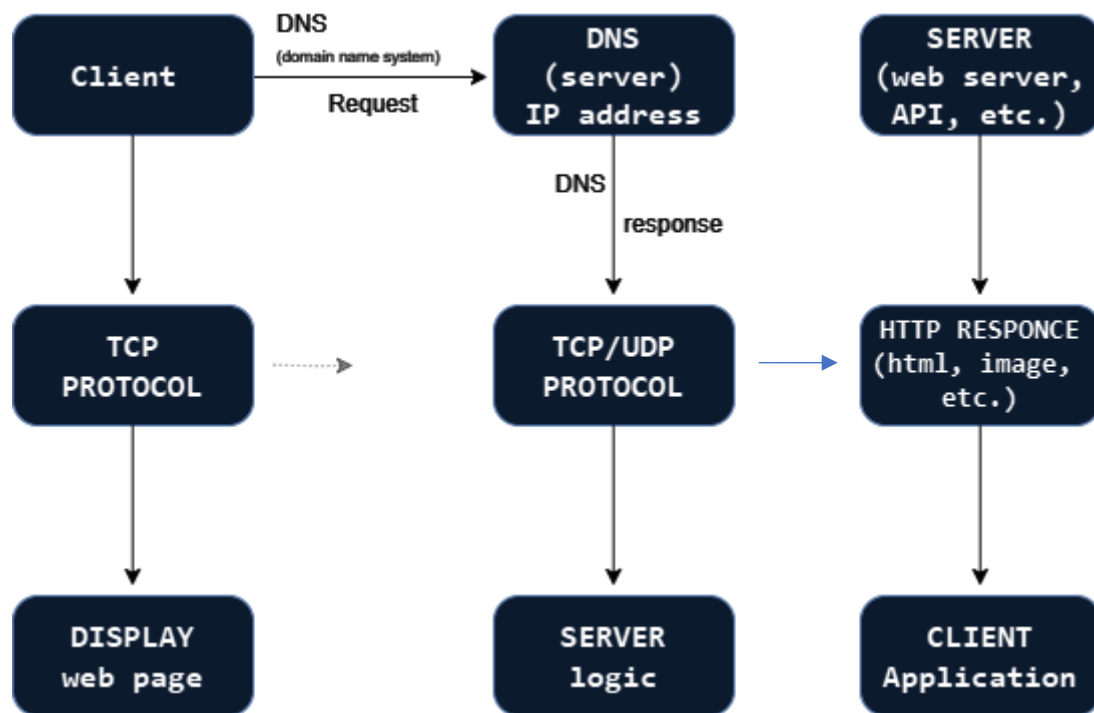 Client
DNS
(domain name system)
Request
DNS
(server)
IP address
SERVER
(web server,
API, etc.)
DNS
response
TCP
PROTOCOL
TCP/UDP
PROTOCOL
HTTP RESPONCE
(html, image,
etc.)
DISPLAY
web page
SERVER
logic
CLIENT
Application